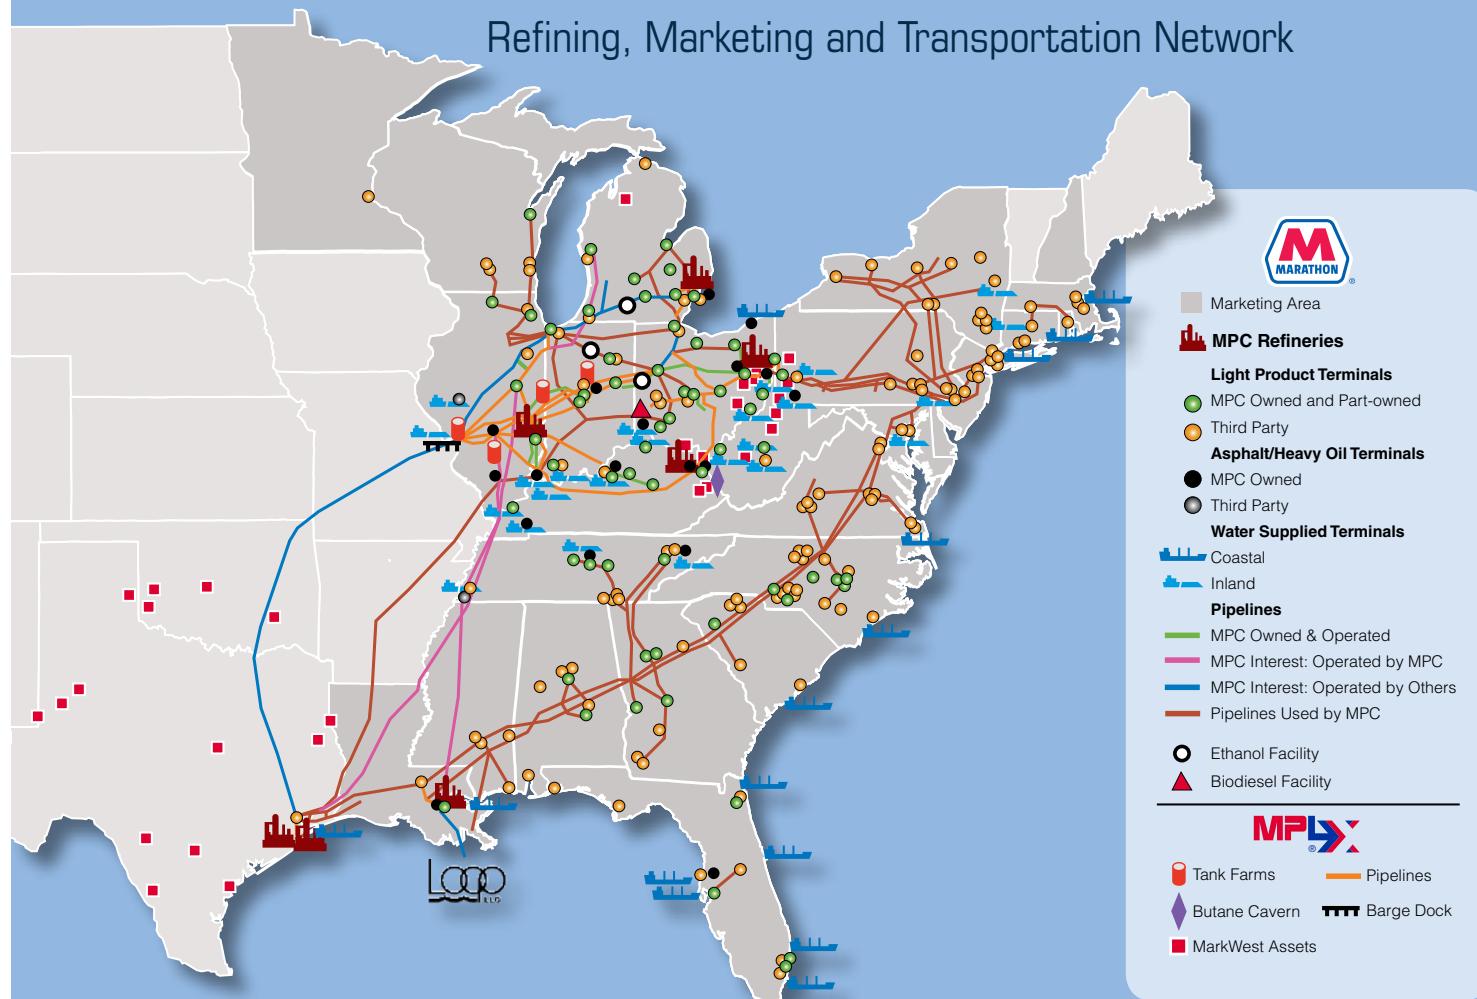 Refining, Marketing and Transportation Network
M
MARATHON
®
Marketing Area
MPC Refineries
Light Product Terminals
MPC Owned and Part-owned
Third Party
Asphalt/Heavy Oil Terminals
MPC Owned
Third Party
Water Supplied Terminals
Coastal
Inland
Pipelines
MPC Owned & Operated
MPC Interest: Operated by MPC
MPC Interest: Operated by Others
Pipelines Used by MPC
Ethanol Facility
Biodiesel Facility
MPLX
®
Tank Farms
Pipelines
Butane Cavern
Barge Dock
MarkWest Assets
LOOP
LLC